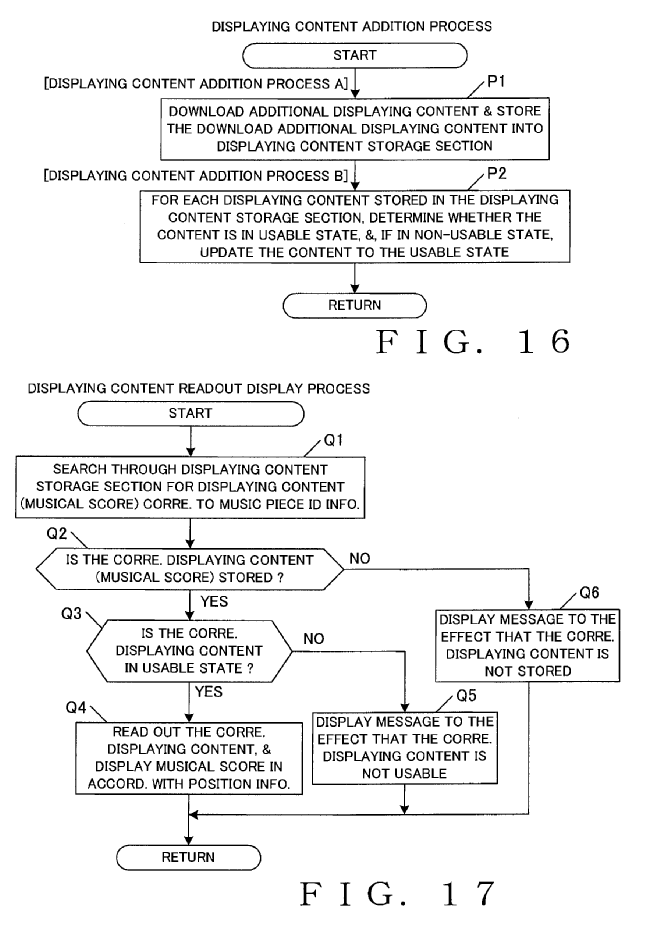 DISPLAYING CONTENT ADDITION PROCESS
START
[DISPLAYING CONTENT ADDITION PROCESS A]
P1
DOWNLOAD ADDITIONAL DISPLAYING CONTENT & STORE
THE DOWNLOAD ADDITIONAL DISPLAYING CONTENT INTO
DISPLAYING CONTENT STORAGE SECTION
[DISPLAYING CONTENT ADDITION PROCESS B]
P2
FOR EACH DISPLAYING CONTENT STORED IN THE DISPLAYING
CONTENT STORAGE SECTION, DETERMINE WHETHER THE
CONTENT IS IN USABLE STATE, &, IF IN NON-USABLE STATE,
UPDATE THE CONTENT TO THE USABLE STATE
RETURN
FIG. 16
DISPLAYING CONTENT READOUT DISPLAY PROCESS
START
Q1
SEARCH THROUGH DISPLAYING CONTENT
STORAGE SECTION FOR DISPLAYING CONTENT
(MUSICAL SCORE) CORRE. TO MUSIC PIECE ID INFO.
Q2
IS THE CORRE. DISPLAYING CONTENT
(MUSICAL SCORE) STORED ?
NO
YES
Q6
DISPLAY MESSAGE TO THE
EFFECT THAT THE CORRE.
DISPLAYING CONTENT IS
NOT STORED
Q3
IS THE CORRE.
DISPLAYING CONTENT
IN USABLE STATE ?
NO
YES
Q5
DISPLAY MESSAGE TO THE
EFFECT THAT THE CORRE.
DISPLAYING CONTENT IS
NOT USABLE
Q4
READ OUT THE CORRE.
DISPLAYING CONTENT, &
DISPLAY MUSICAL SCORE IN
ACCORD. WITH POSITION INFO.
RETURN
FIG. 17